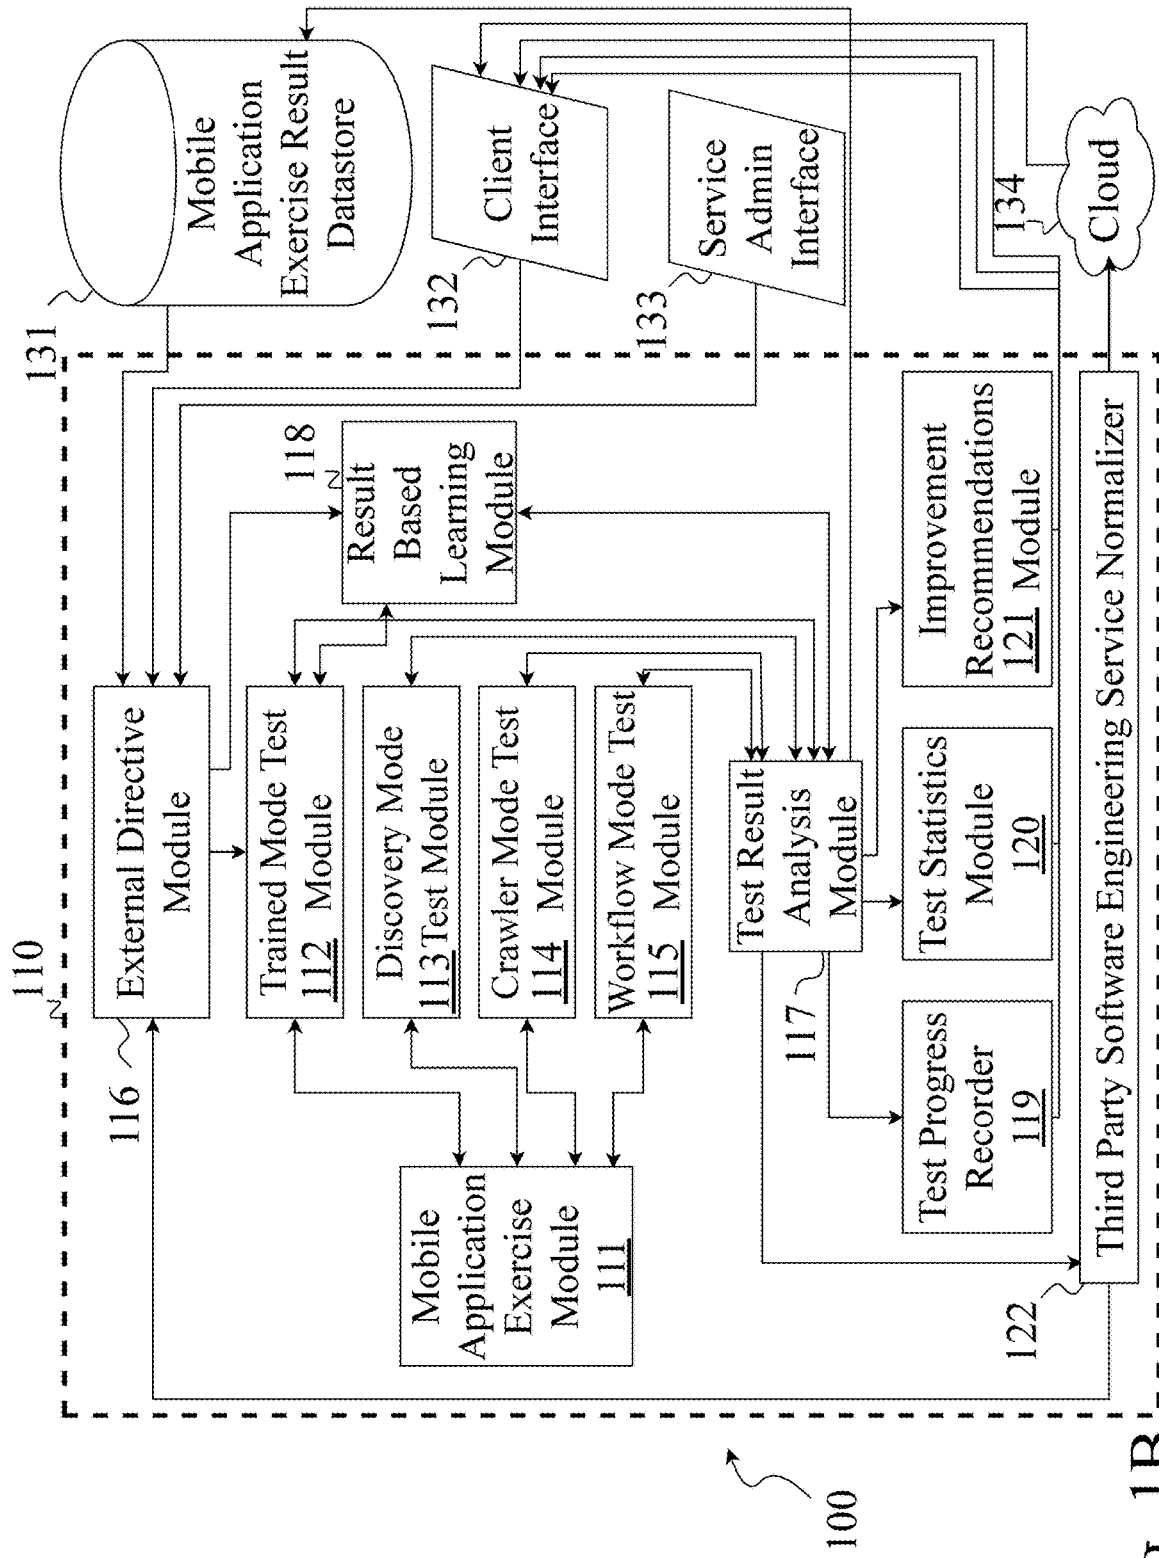 110
131
116
External Directive
Module
Mobile
Application
Exercise Result
Datastore
118
Result
Based
Learning
Module
132
Client
Interface
133
Service
Admin
Interface
Trained Mode Test
112 Module
Discovery Mode
113 Test Module
Crawler Mode Test
114 Module
Workflow Mode Test
115 Module
Mobile
Application
Exercise
Module
111
117
Test Result
Analysis
Module
Test Progress
Recorder
119
Test Statistics
Module
120
Improvement
Recommendations
121 Module
134
Cloud
122
Third Party Software Engineering Service Normalizer
100
1B